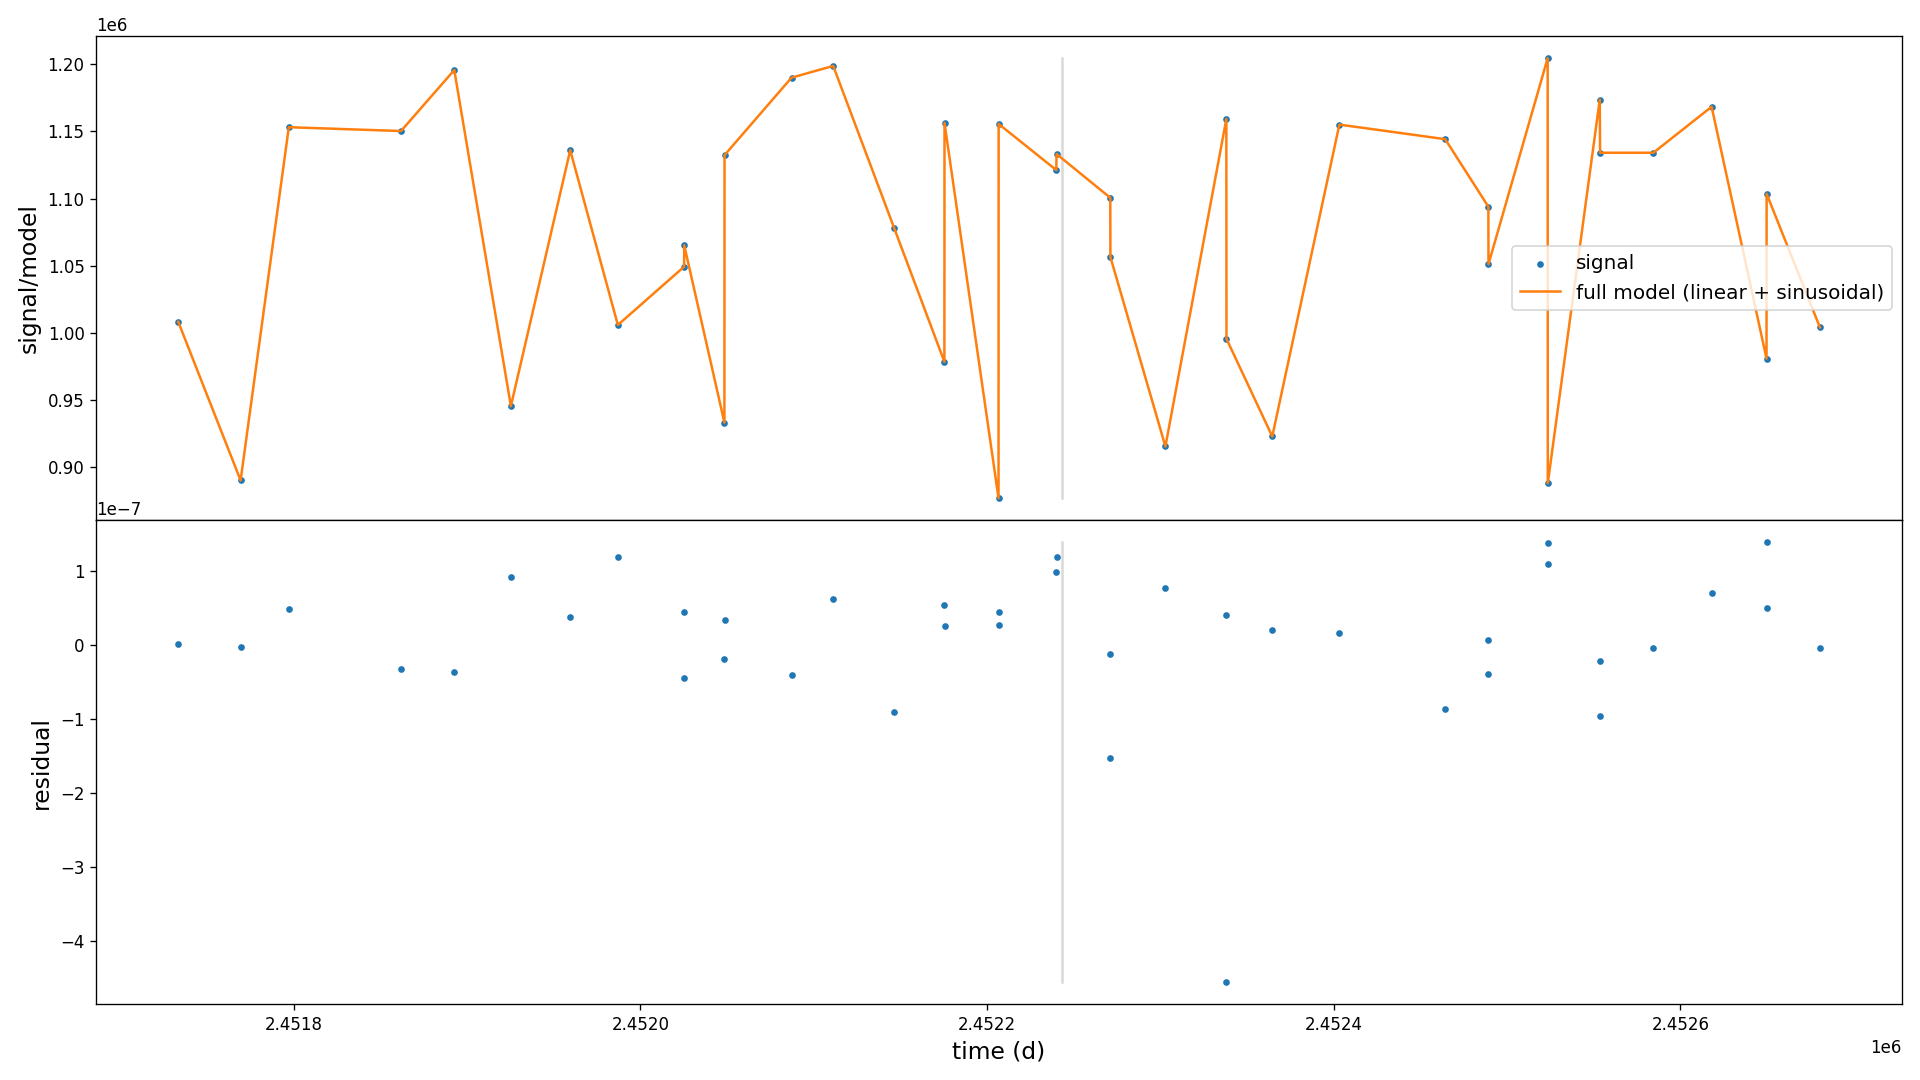 1e6
1.20
1.15
1.10
1.05
1.00
0.95
0.90
signal/model
signal
full model (linear + sinusoidal)
1e−7
1
0
−1
−2
−3
−4
residual
2.4518 2.4520 2.4522 2.4524 2.4526
time (d)
1e6